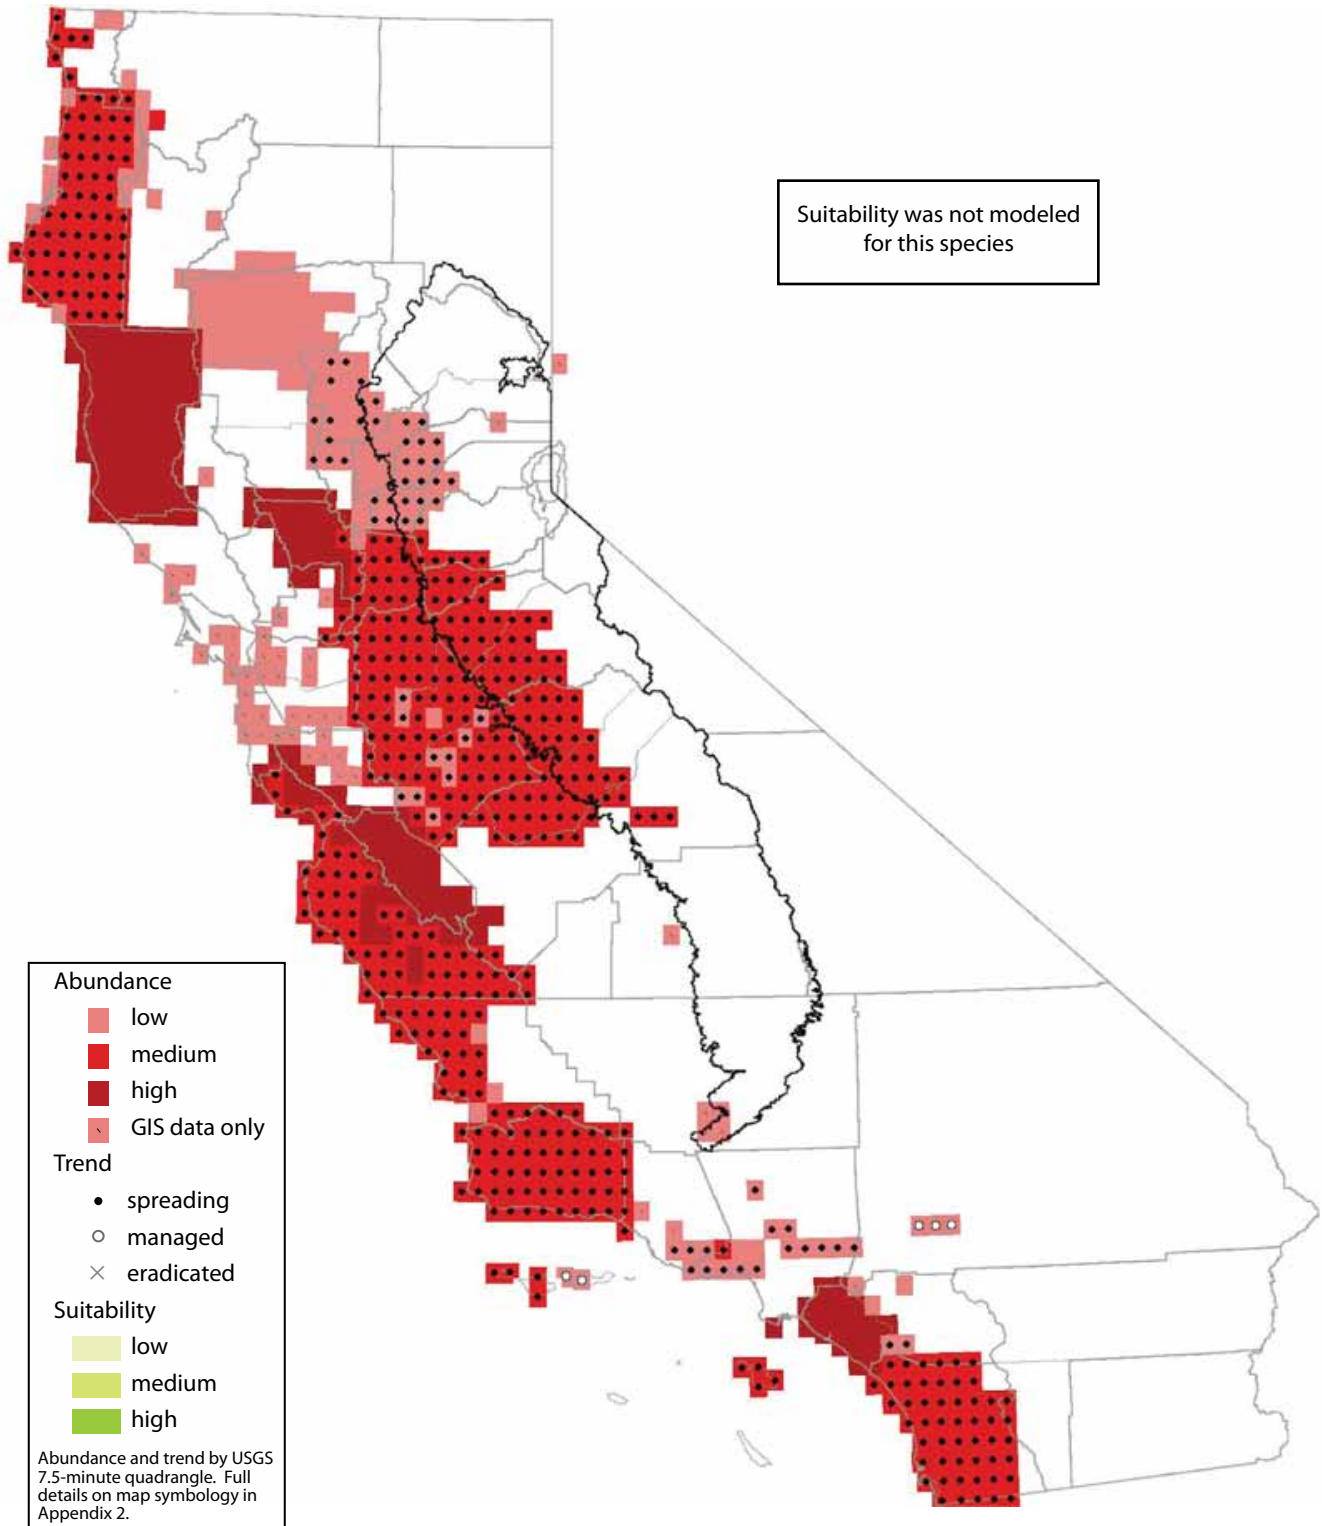 Suitability was not modeled
for this species
Abundance
low
medium
high
GIS data only
Trend
spreading
managed
eradicated
Suitability
low
medium
high
Abundance and trend by USGS
7.5-minute quadrangle. Full
details on map symbology in
Appendix 2.